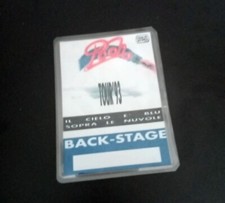 Pooh
TOUR '93
IL CIELO È BLU
SOPRA LE NUVOLE
BACK-STAGE